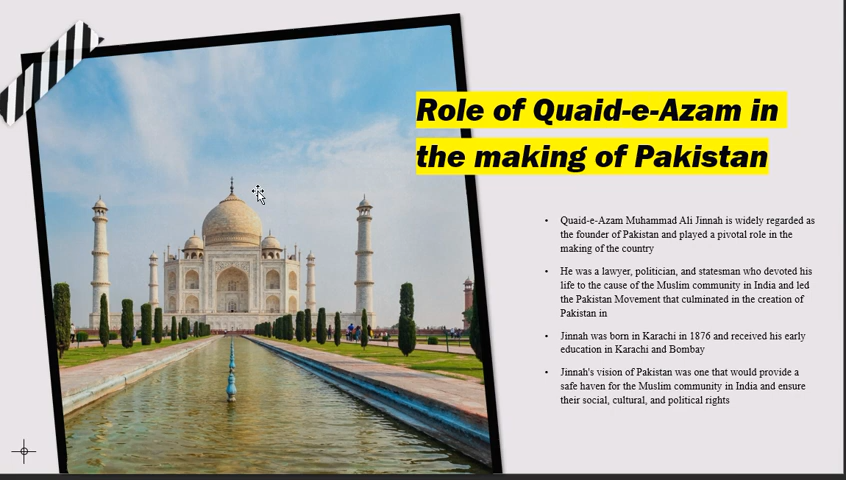 Role of Quaid-e-Azam in
the making of Pakistan
• Quaid-e-Azam Muhammad Ali Jinnah is widely regarded as
the founder of Pakistan and played a pivotal role in the
making of the country
• He was a lawyer, politician, and statesman who devoted his
life to the cause of the Muslim community in India and led
the Pakistan Movement that culminated in the creation of
Pakistan in
• Jinnah was born in Karachi in 1876 and received his early
education in Karachi and Bombay
• Jinnah's vision of Pakistan was one that would provide a
safe haven for the Muslim community in India and ensure
their social, cultural, and political rights